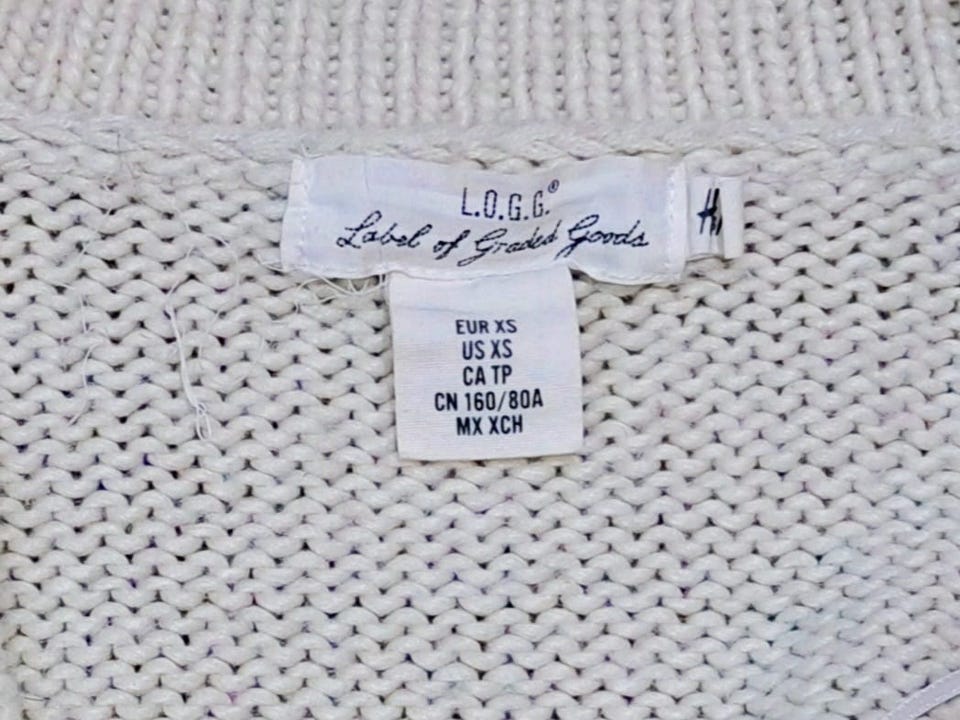 L.O.G.G.®
Label of Graded Goods
EUR XS
US XS
CA TP
CN 160/80A
MX XCH